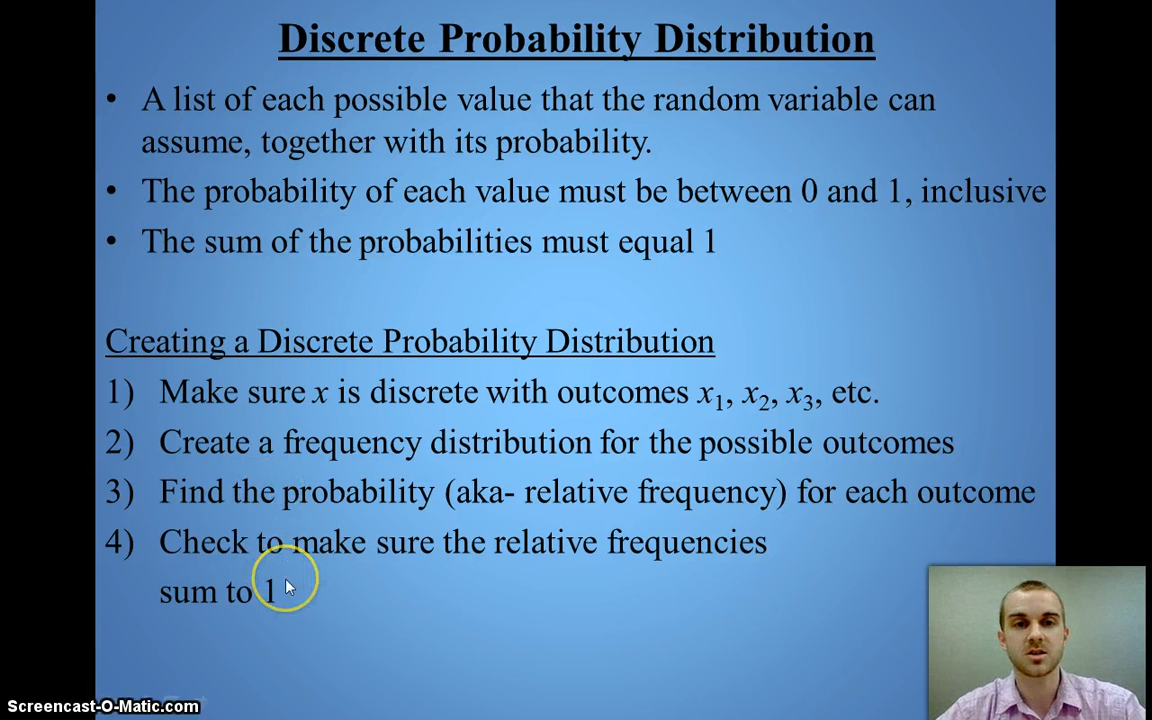 Discrete Probability Distribution
• A list of each possible value that the random variable can
assume, together with its probability.
• The probability of each value must be between 0 and 1, inclusive
• The sum of the probabilities must equal 1
Creating a Discrete Probability Distribution
1) Make sure x is discrete with outcomes x₁, x₂, x₃, etc.
2) Create a frequency distribution for the possible outcomes
3) Find the probability (aka- relative frequency) for each outcome
4) Check to make sure the relative frequencies
sum to 1
Screencast-O-Matic.com